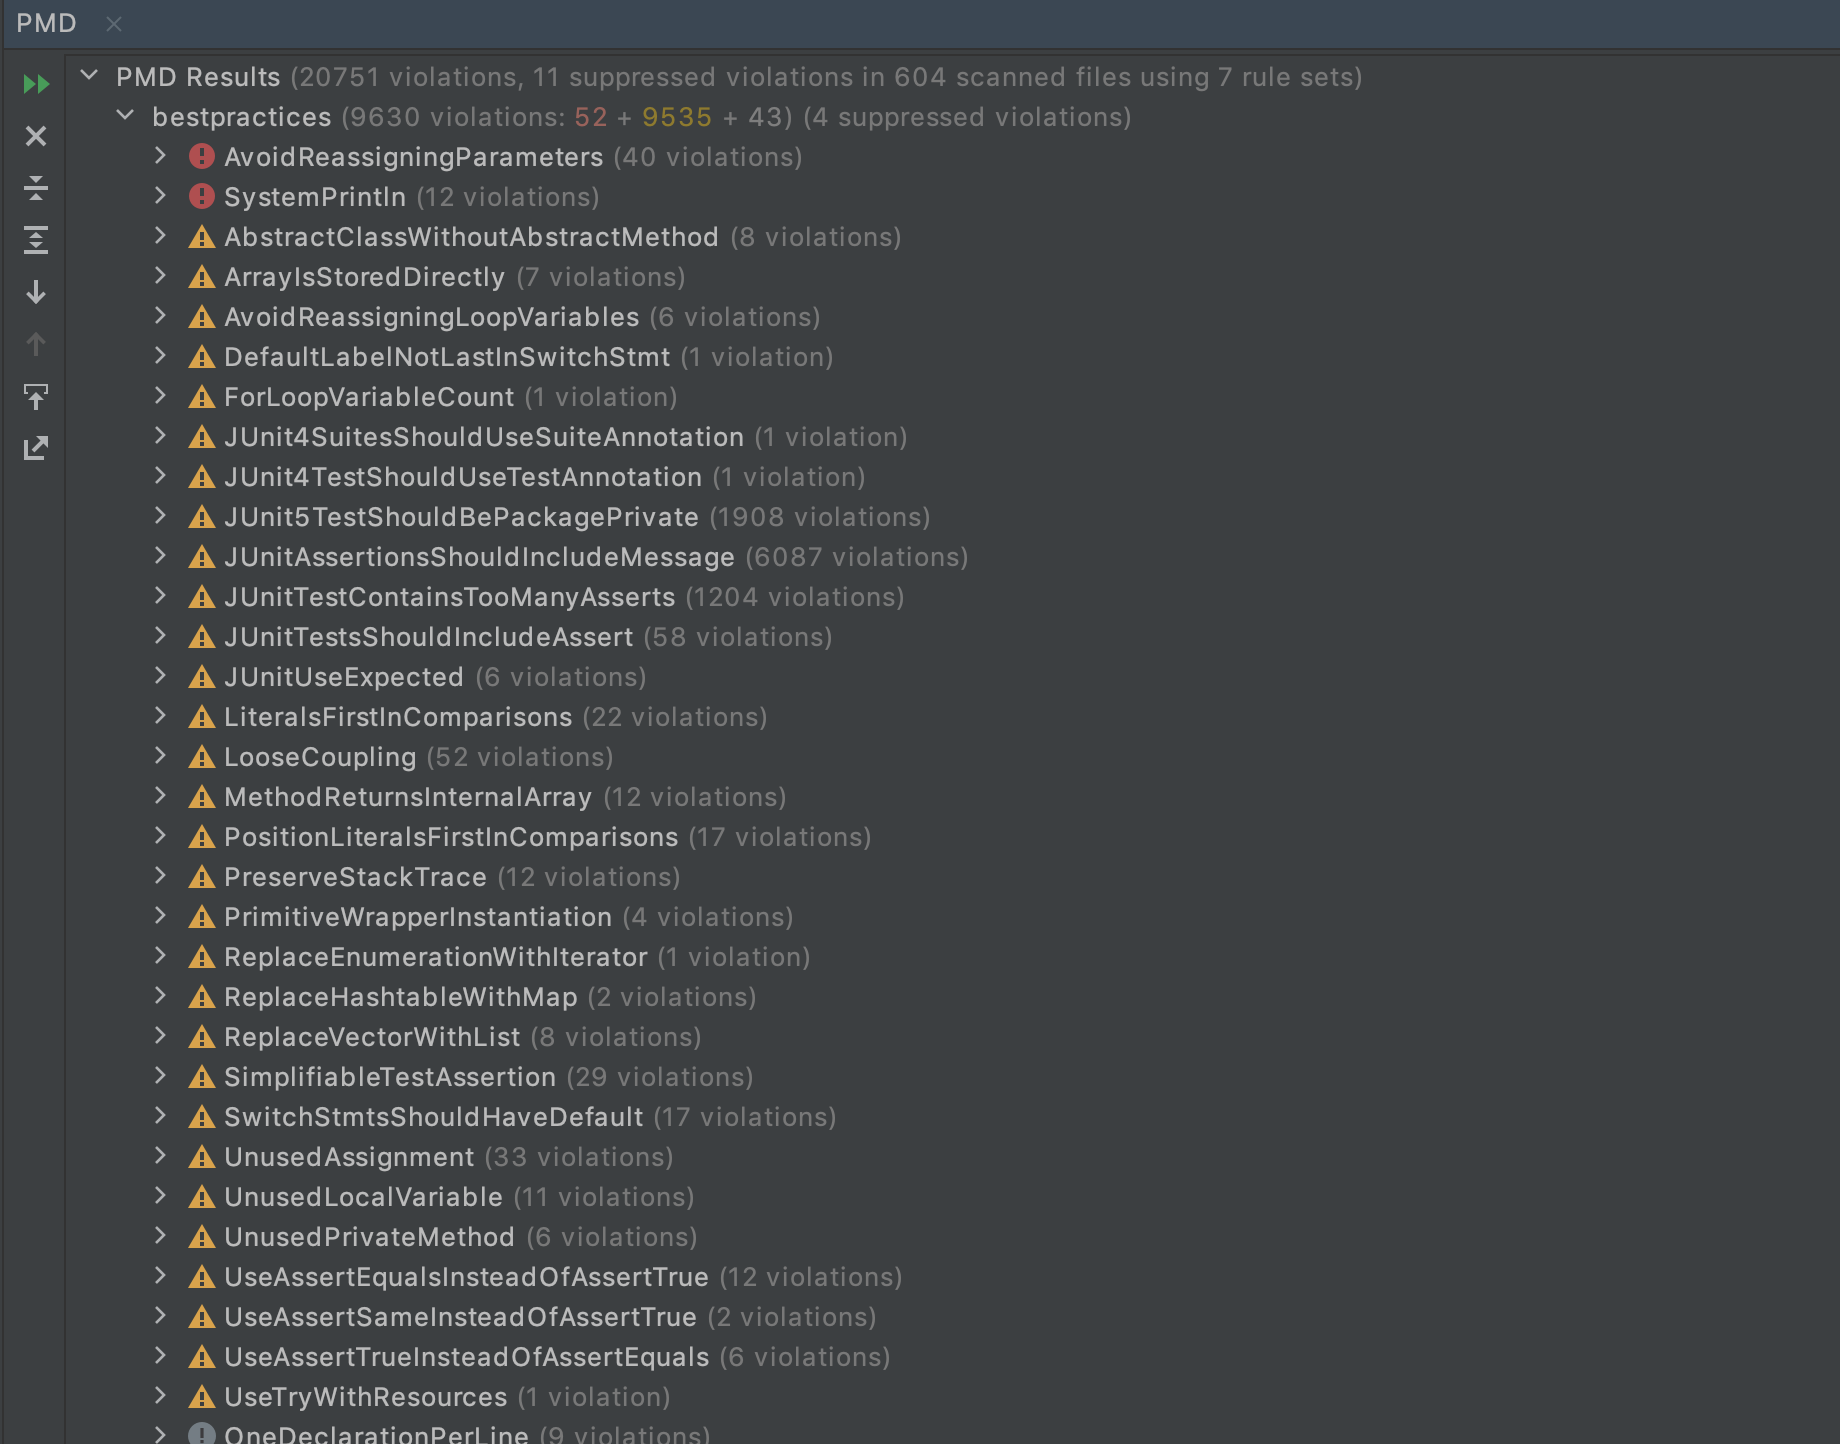 PMD
PMD Results (20751 violations, 11 suppressed violations in 604 scanned files using 7 rule sets)
bestpractices (9630 violations: 52 + 9535 + 43) (4 suppressed violations)
AvoidReassigningParameters (40 violations)
SystemPrintln (12 violations)
AbstractClassWithoutAbstractMethod (8 violations)
ArrayIsStoredDirectly (7 violations)
AvoidReassigningLoopVariables (6 violations)
DefaultLabelNotLastInSwitchStmt (1 violation)
ForLoopVariableCount (1 violation)
JUnit4SuitesShouldUseSuiteAnnotation (1 violation)
JUnit4TestShouldUseTestAnnotation (1 violation)
JUnit5TestShouldBePackagePrivate (1908 violations)
JUnitAssertionsShouldIncludeMessage (6087 violations)
JUnitTestContainsTooManyAsserts (1204 violations)
JUnitTestsShouldIncludeAssert (58 violations)
JUnitUseExpected (6 violations)
LiteralsFirstInComparisons (22 violations)
LooseCoupling (52 violations)
MethodReturnsInternalArray (12 violations)
PositionLiteralsFirstInComparisons (17 violations)
PreserveStackTrace (12 violations)
PrimitiveWrapperInstantiation (4 violations)
ReplaceEnumerationWithIterator (1 violation)
ReplaceHashtableWithMap (2 violations)
ReplaceVectorWithList (8 violations)
SimplifiableTestAssertion (29 violations)
SwitchStmtsShouldHaveDefault (17 violations)
UnusedAssignment (33 violations)
UnusedLocalVariable (11 violations)
UnusedPrivateMethod (6 violations)
UseAssertEqualsInsteadOfAssertTrue (12 violations)
UseAssertSameInsteadOfAssertTrue (2 violations)
UseAssertTrueInsteadOfAssertEquals (6 violations)
UseTryWithResources (1 violation)
OneDeclarationPerLine (9 violations)